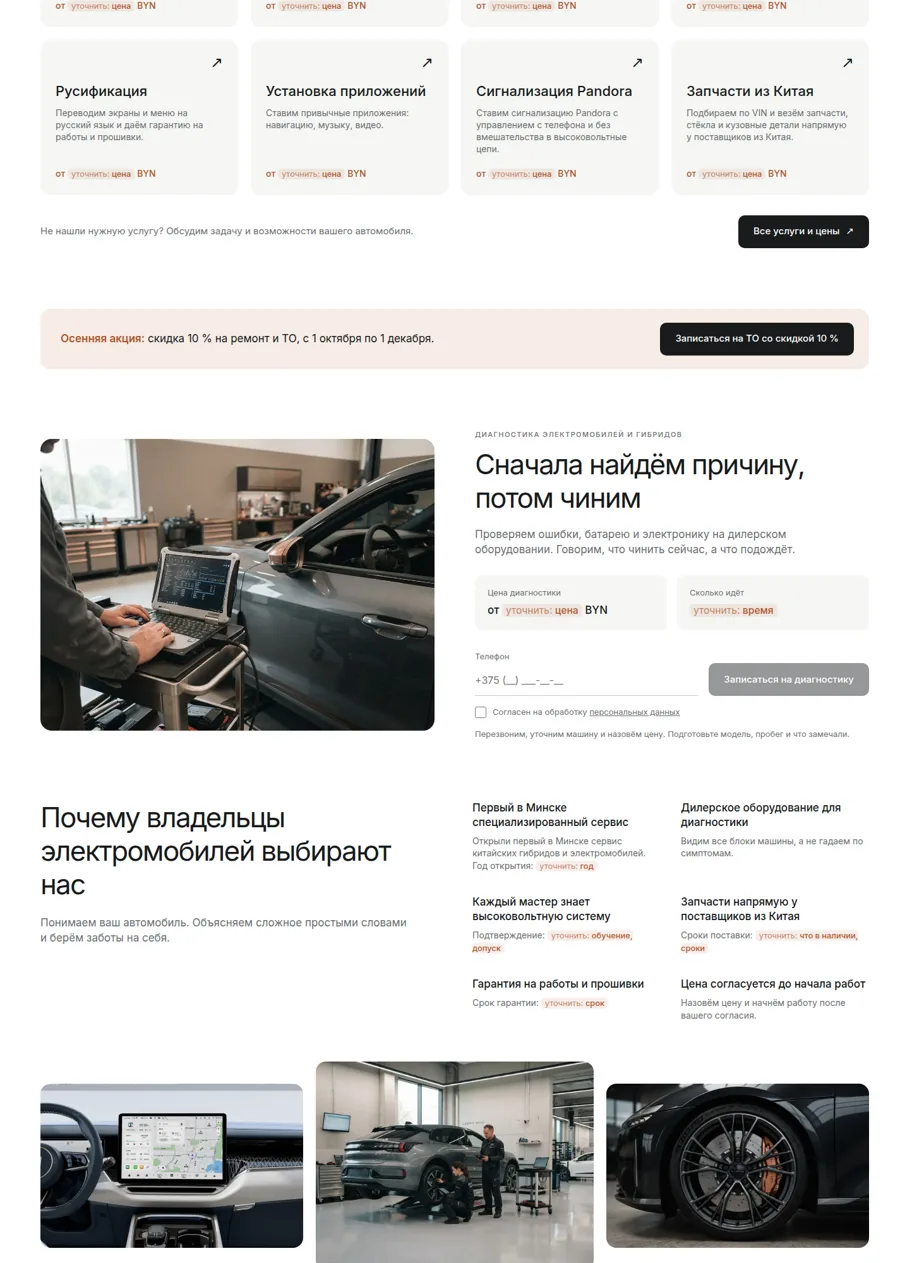 от уточнить: цена BYN
от уточнить: цена BYN
от уточнить: цена BYN
от уточнить: цена BYN
Русификация
Переводим экраны и меню на
русский язык и даём гарантию на
работы и прошивки.
от уточнить: цена BYN
Установка приложений
Ставим привычные приложения:
навигацию, музыку, видео.
от уточнить: цена BYN
Сигнализация Pandora
Ставим сигнализацию Pandora с
управлением с телефона и без
вмешательства в высоковольтные
цепи.
от уточнить: цена BYN
Запчасти из Китая
Подбираем по VIN и везём запчасти,
стёкла и кузовные детали напрямую
у поставщиков из Китая.
от уточнить: цена BYN
Не нашли нужную услугу? Обсудим задачу и возможности вашего автомобиля.
Все услуги и цены ↗
Осенняя акция: скидка 10 % на ремонт и ТО, с 1 октября по 1 декабря.
Записаться на ТО со скидкой 10 %
ДИАГНОСТИКА ЭЛЕКТРОМОБИЛЕЙ И ГИБРИДОВ
Сначала найдём причину,
потом чиним
Проверяем ошибки, батарею и электронику на дилерском
оборудовании. Говорим, что чинить сейчас, а что подождёт.
Цена диагностики
от уточнить: цена BYN
Сколько идёт
уточнить: время
Телефон
+375 (__) ___-__-__
Записаться на диагностику
Согласен на обработку персональных данных
Перезвоним, уточним машину и назовём цену. Подготовьте модель, пробег и что замечали.
Почему владельцы
электромобилей выбирают
нас
Понимаем ваш автомобиль. Объясняем сложное простыми словами
и берём заботы на себя.
Первый в Минске
специализированный сервис
Открыли первый в Минске сервис
китайских гибридов и электромобилей.
Год открытия: уточнить: год
Дилерское оборудование для
диагностики
Видим все блоки машины, а не гадаем по
симптомам.
Каждый мастер знает
высоковольтную систему
Подтверждение: уточнить: обучение,
допуск
Запчасти напрямую у
поставщиков из Китая
Сроки поставки: уточнить: что в наличии,
сроки
Гарантия на работы и прошивки
Срок гарантии: уточнить: срок
Цена согласуется до начала работ
Назовём цену и начнём работу после
вашего согласия.